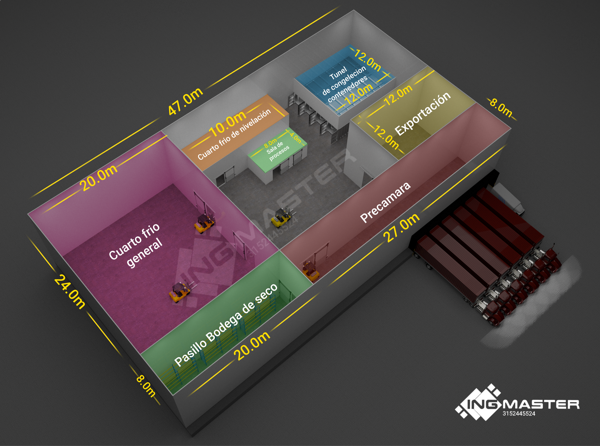 47.0m
12.0m
Tunel
de congelecion
contenedores
12.0m
12.0m
10.0m
Cuarto frio de nivelación
Sala de
procesos
Exportación
12.0m
8.0m
20.0m
Precamara
Cuarto frio
general
27.0m
24.0m
Pasillo Bodega de seco
20.0m
8.0m
INGMASTER
INGMASTER
3152445524